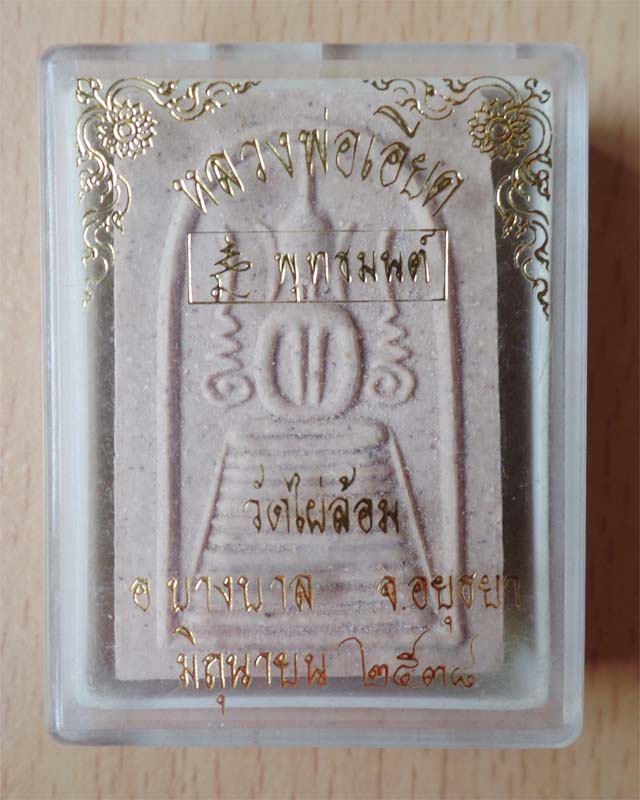 หลวงพ่อเอียด
พุทธมนต์
วัดไผ่ล้อม
อ.บางบาล จ.อยุธยา
มิถุนายน ๒๕๓๘